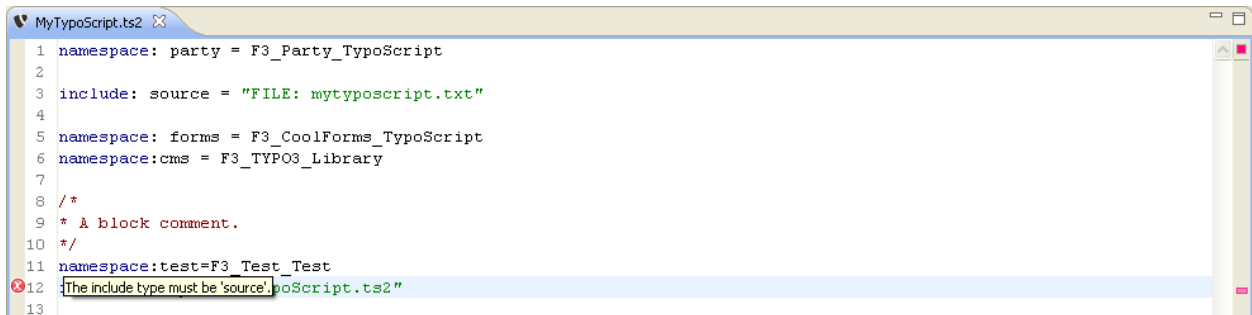 MyTypoScript.ts2
1 namespace: party = F3_Party_TypoScript
2
3 include: source = "FILE: mytyposcript.txt"
4
5 namespace: forms = F3_CoolForms_TypoScript
6 namespace:cms = F3_TYPO3_Library
7
8 /*
9 * A block comment.
10 */
11 namespace:test=F3_Test_Test
12 The include type must be 'source'. poScript.ts2"
13